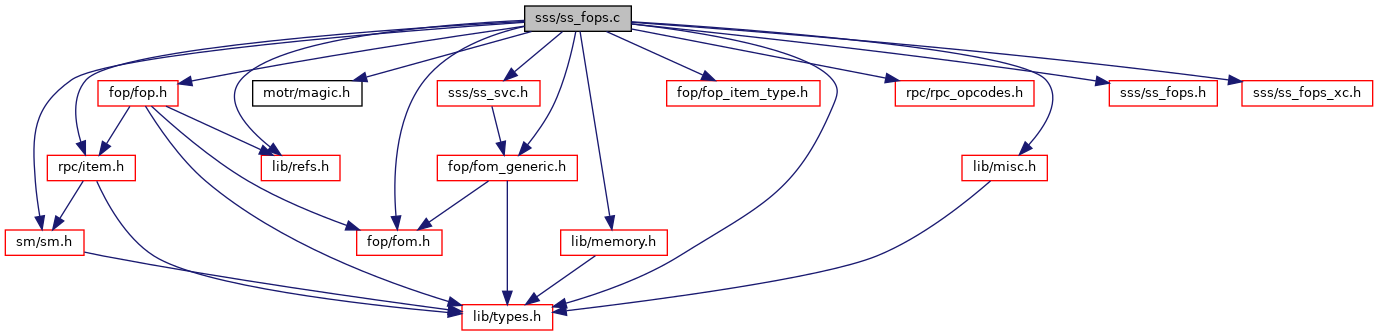 sss/ss_fops.c
fop/fop.h
motr/magic.h
sss/ss_svc.h
fop/fop_item_type.h
rpc/rpc_opcodes.h
sss/ss_fops.h
sss/ss_fops_xc.h
rpc/item.h
lib/refs.h
fop/fom_generic.h
lib/misc.h
sm/sm.h
fop/fom.h
lib/memory.h
lib/types.h